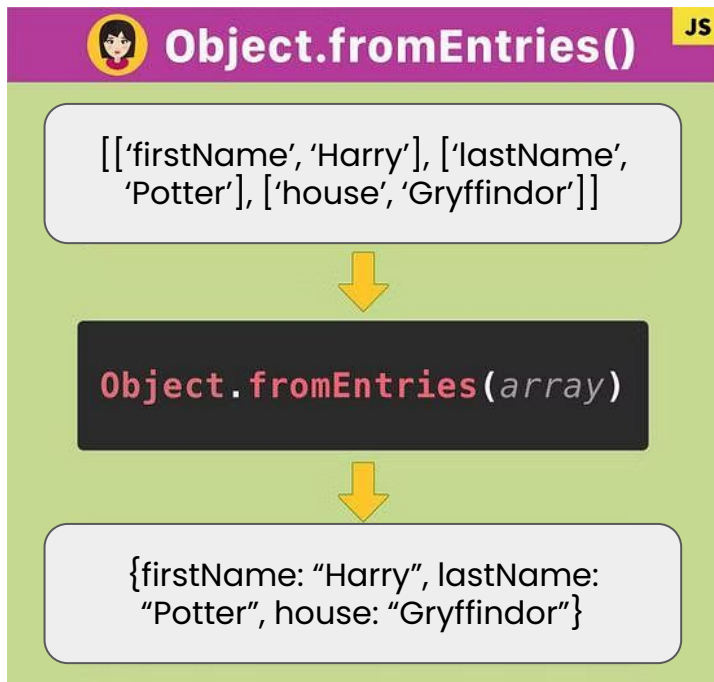 Object.fromEntries()
JS
[[‘firstName’, ‘Harry’], [‘lastName’,
‘Potter’], [‘house’, ‘Gryffindor’]]
Object.fromEntries(array)
{firstName: “Harry”, lastName:
“Potter”, house: “Gryffindor”}